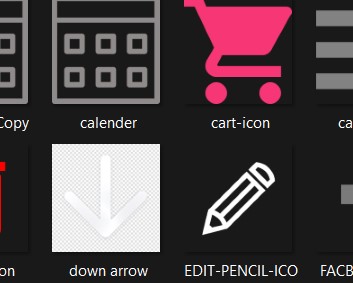 Copy
calender
cart-icon
ca
on
down arrow
EDIT-PENCIL-ICO
FACB